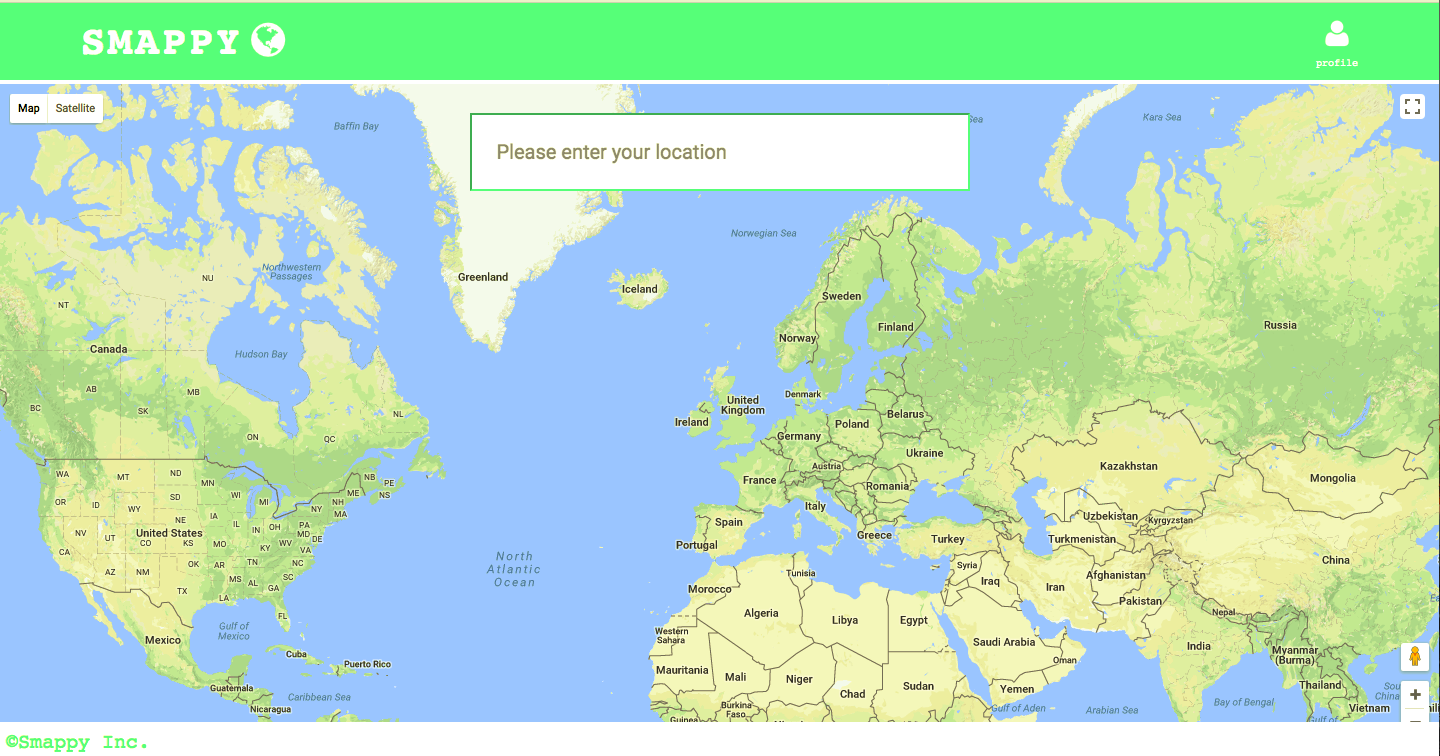 SMAPPY
profile
Map
Satellite
Please enter your location
Baffin Bay
Sea
Kara Sea
Norwegian Sea
Greenland
Iceland
Northwestern
Passages
NU
NT
Canada
Hudson Bay
AB
MB
BC
SK
ON
QC
NL
Sweden
Finland
Norway
Russia
United
Kingdom
Ireland
Denmark
Belarus
Poland
Germany
Ukraine
Austria
France
Romania
Italy
Spain
Portugal
Greece
Turkey
Kazakhstan
Mongolia
Uzbekistan
Kyrgyzstan
Turkmenistan
China
WA
MT
ND
MN
OR
ID
WY
SD
WI
MI
NB
PE
ME
NS
NH
NY
MA
NV
UT
United States
CO
NE
KS
IA
IL
IN
OH
PA
MD
DE
MO
KY
WV
VA
CA
AZ
NM
OK
AR
TN
NC
SC
MS
AL
GA
TX
LA
FL
Gulf of
Mexico
Mexico
Cuba
Puerto Rico
Guatemala
Caribbean Sea
Nicaragua
North
Atlantic
Ocean
Syria
Iraq
Iran
Afghanistan
Pakistan
Nepal
India
Myanmar
(Burma)
Thailand
Vietnam
Tunisia
Morocco
Algeria
Libya
Egypt
Western
Sahara
Saudi Arabia
Oman
Mauritania
Mali
Niger
Chad
Sudan
Yemen
Burkina
Faso
Guinea
Gulf of Aden
Arabian Sea
Bay of Bengal
Gulf of
China
+
©Smappy Inc.